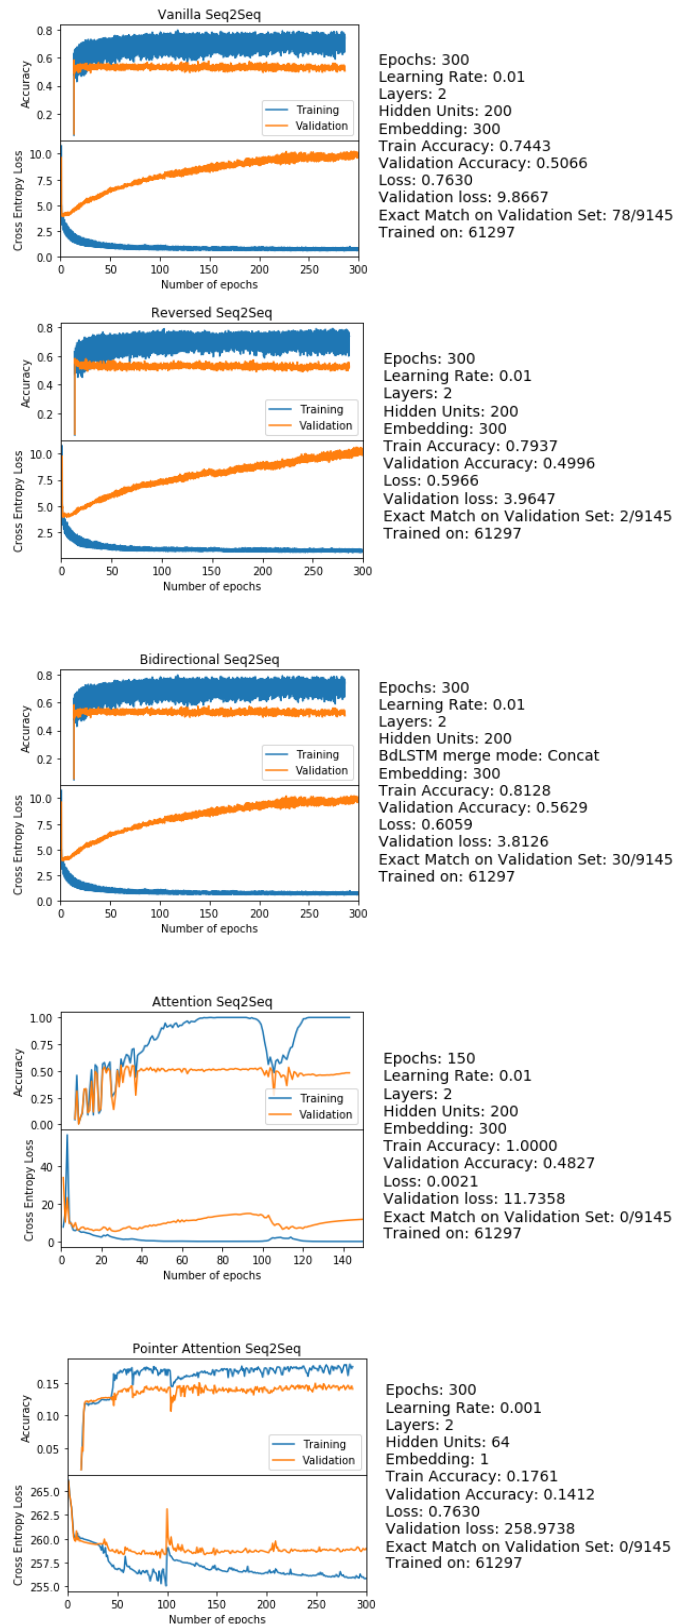 Vanilla Seq2Seq
0.8
0.6
0.4
0.2
Accuracy
Training
Validation
10.0
7.5
5.0
2.5
0.0
Cross Entropy Loss
0 50 100 150 200 250 300
Number of epochs
Epochs: 300
Learning Rate: 0.01
Layers: 2
Hidden Units: 200
Embedding: 300
Train Accuracy: 0.7443
Validation Accuracy: 0.5066
Loss: 0.7630
Validation loss: 9.8667
Exact Match on Validation Set: 78/9145
Trained on: 61297
Reversed Seq2Seq
0.8
0.6
0.4
0.2
Accuracy
Training
Validation
10.0
7.5
5.0
2.5
Cross Entropy Loss
0 50 100 150 200 250 300
Number of epochs
Epochs: 300
Learning Rate: 0.01
Layers: 2
Hidden Units: 200
Embedding: 300
Train Accuracy: 0.7937
Validation Accuracy: 0.4996
Loss: 0.5966
Validation loss: 3.9647
Exact Match on Validation Set: 2/9145
Trained on: 61297
Bidirectional Seq2Seq
0.8
0.6
0.4
0.2
Accuracy
Training
Validation
10.0
7.5
5.0
2.5
0.0
Cross Entropy Loss
0 50 100 150 200 250 300
Number of epochs
Epochs: 300
Learning Rate: 0.01
Layers: 2
Hidden Units: 200
BdLSTM merge mode: Concat
Embedding: 300
Train Accuracy: 0.8128
Validation Accuracy: 0.5629
Loss: 0.6059
Validation loss: 3.8126
Exact Match on Validation Set: 30/9145
Trained on: 61297
Attention Seq2Seq
1.00
0.75
0.50
0.25
0.00
Accuracy
Training
Validation
40
20
0
Cross Entropy Loss
0 20 40 60 80 100 120 140
Number of epochs
Epochs: 150
Learning Rate: 0.01
Layers: 2
Hidden Units: 200
Embedding: 300
Train Accuracy: 1.0000
Validation Accuracy: 0.4827
Loss: 0.0021
Validation loss: 11.7358
Exact Match on Validation Set: 0/9145
Trained on: 61297
Pointer Attention Seq2Seq
0.15
0.10
0.05
Accuracy
Training
Validation
265.0
262.5
260.0
257.5
255.0
Cross Entropy Loss
0 50 100 150 200 250 300
Number of epochs
Epochs: 300
Learning Rate: 0.001
Layers: 2
Hidden Units: 64
Embedding: 1
Train Accuracy: 0.1761
Validation Accuracy: 0.1412
Loss: 0.7630
Validation loss: 258.9738
Exact Match on Validation Set: 0/9145
Trained on: 61297